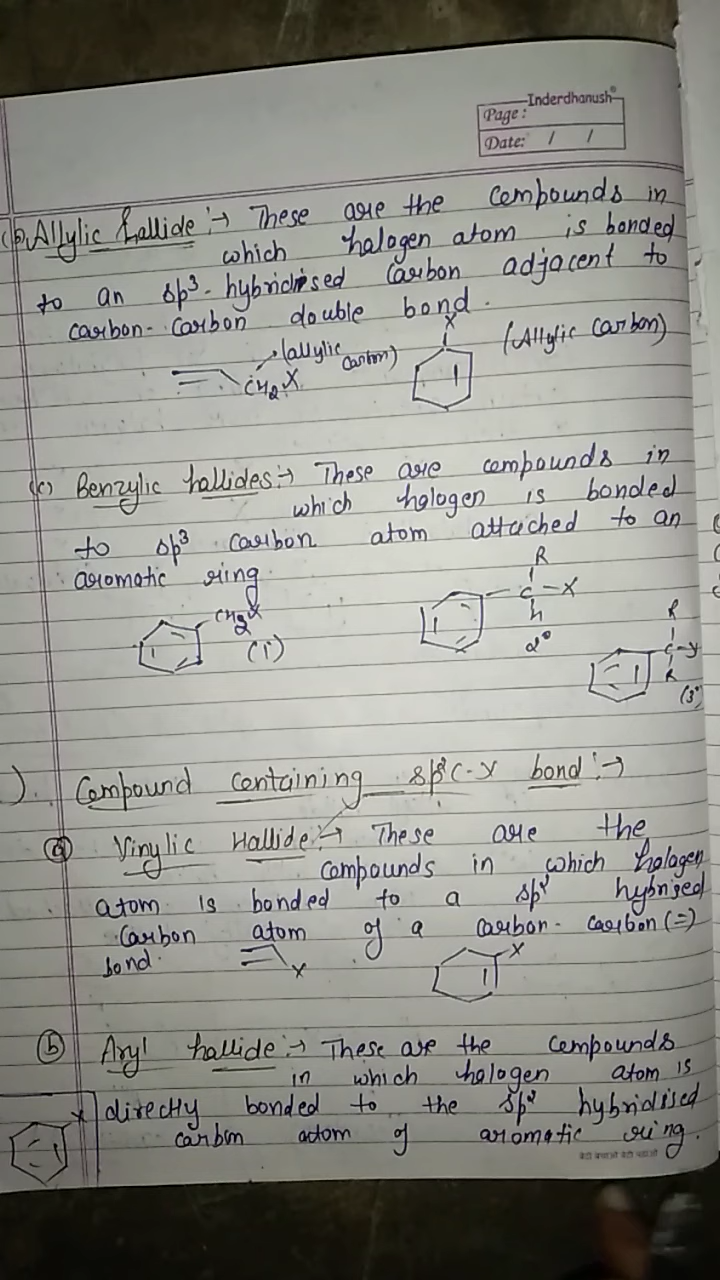 Inderdhanush
Page:
Date: / /
(b) Allylic hallide :→ These are the compounds in
which halogen atom is bonded
to an sp³-hybridised carbon adjacent to
carbon-carbon double bond.
X
(allylic carbon)
CH₂X
(Allylic carbon)
(c) Benzylic hallides :→ These are compounds in
which halogen is bonded
to sp³ carbon atom attached to an
aromatic ring
CH₂X
(1°)
R
C-X
h
2°
R
C-y
R
(3°)
). Compound containing sp²C-X bond :→
(a) Vinylic Hallide :→ These are the
compounds in which halogen
atom is bonded to a sp² hybrised
carbon atom of a carbon-carbon (=)
bond.
X
X
(b) Aryl hallide :→ These are the compounds
in which halogen atom is
X
directly bonded to the sp² hybridised
carbon atom of aromatic ring.
बेटी बचाओ बेटी पढ़ाओ